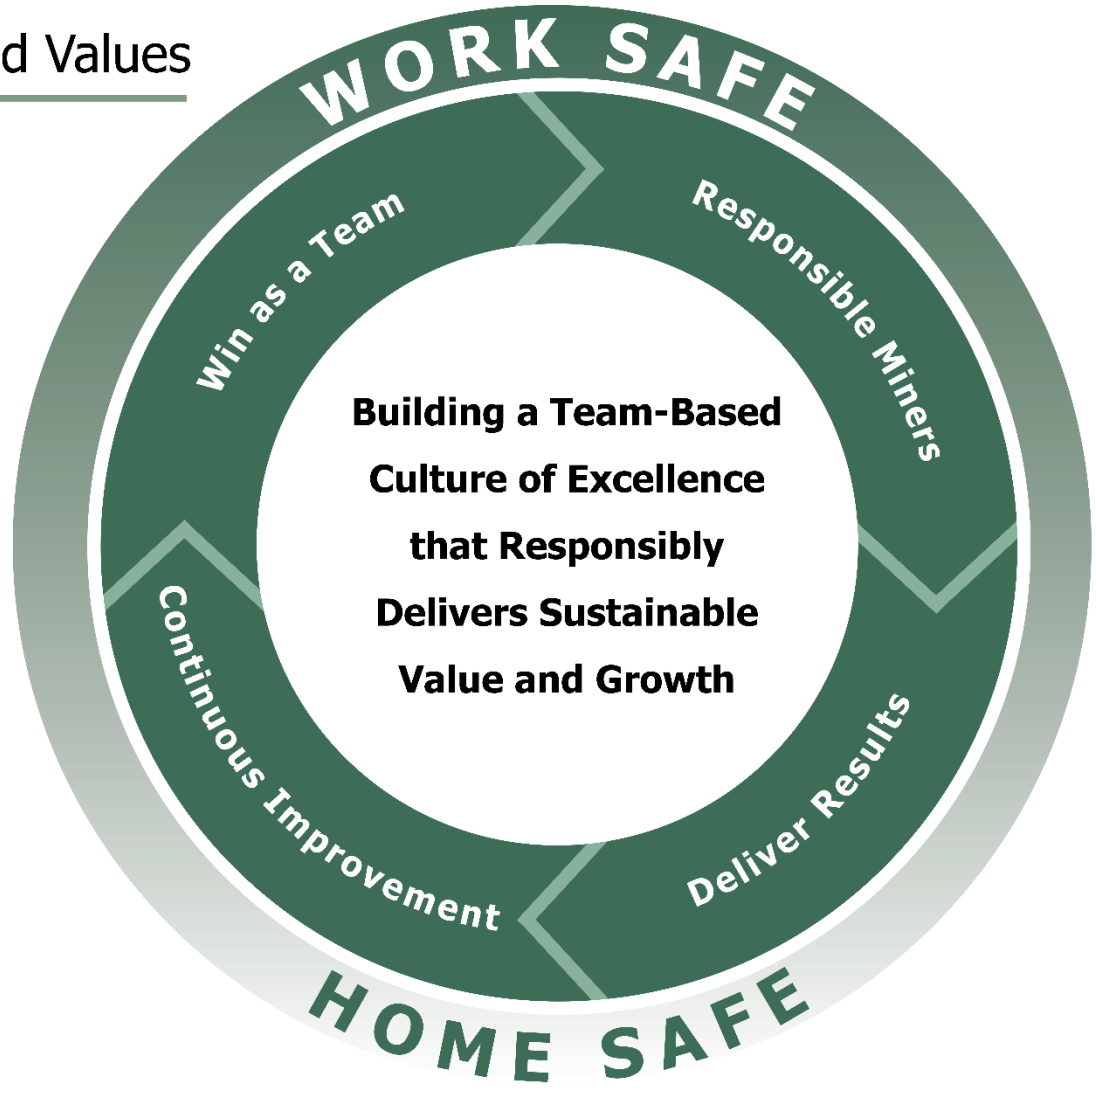 d Values
WORK SAFE
Win as a Team
Responsible Miners
Building a Team-Based
Culture of Excellence
that Responsibly
Delivers Sustainable
Value and Growth
Continuous Improvement
Deliver Results
HOME SAFE